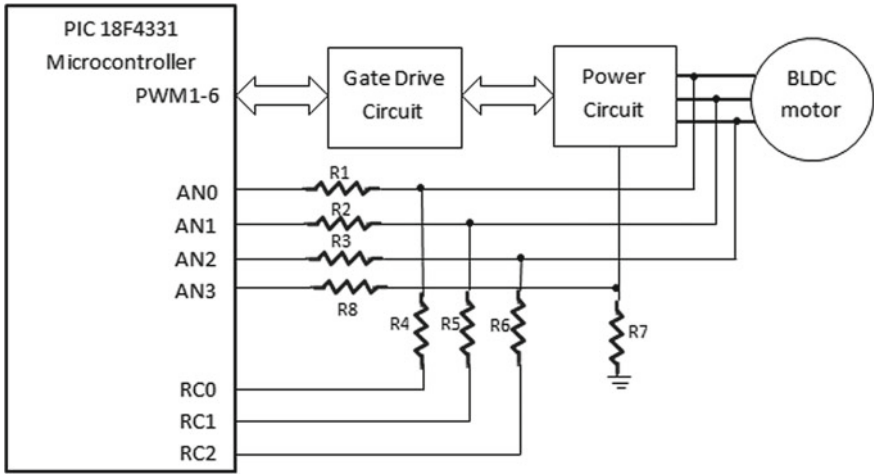 PIC 18F4331
Microcontroller
PWM1-6
Gate Drive
Circuit
Power
Circuit
BLDC
motor
AN0
R1
AN1
R2
AN2
R3
AN3
R8
R4
R5
R6
R7
RC0
RC1
RC2